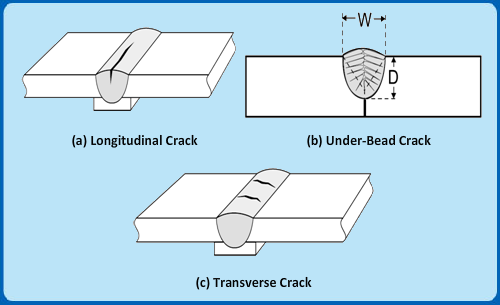 W
D
(a) Longitudinal Crack
(b) Under-Bead Crack
(c) Transverse Crack